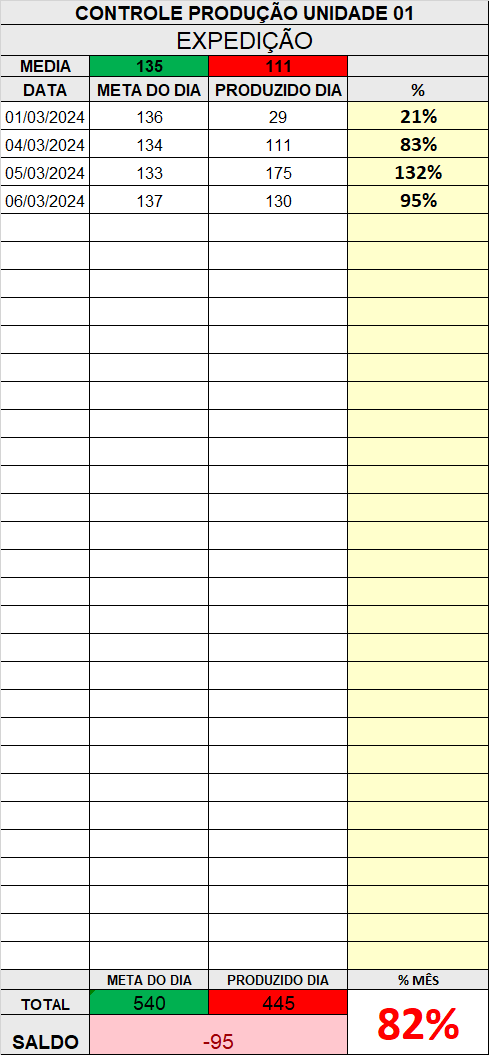 CONTROLE PRODUÇÃO UNIDADE 01
EXPEDIÇÃO
MEDIA 135 111
DATA META DO DIA PRODUZIDO DIA %
01/03/2024 136 29 21%
04/03/2024 134 111 83%
05/03/2024 133 175 132%
06/03/2024 137 130 95%
META DO DIA PRODUZIDO DIA % MÊS
TOTAL 540 445
SALDO -95 82%